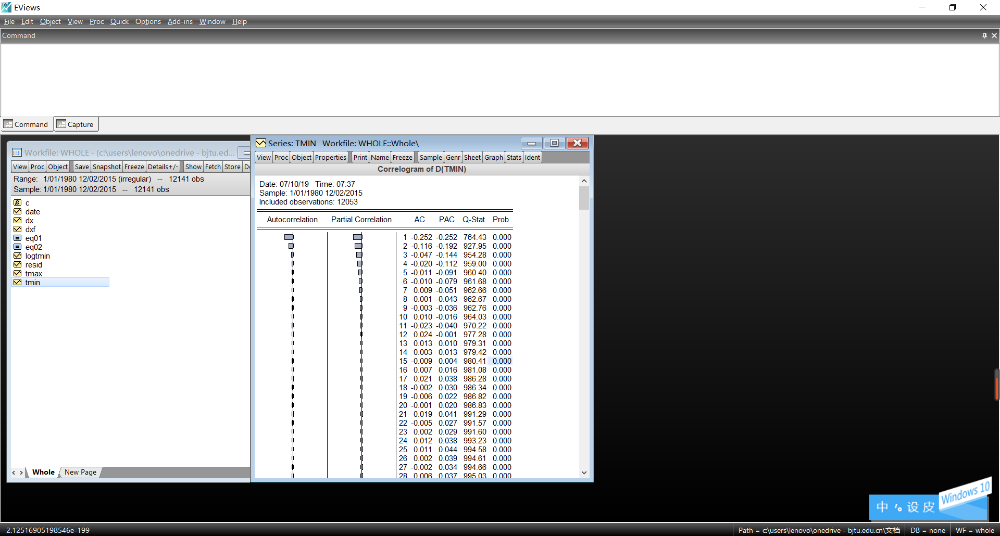 EViews
File Edit Object View Proc Quick Options Add-ins Window Help
Command
Command Capture
Workfile: WHOLE - (c:\users\lenovo\onedrive - bjtu.ed...
View Proc Object Save Snapshot Freeze Details+/- Show Fetch Store De
Range: 1/01/1980 12/02/2015 (irregular) -- 12141 obs
Sample: 1/01/1980 12/02/2015 -- 12141 obs
c
date
dx
dxf
eq01
eq02
logtmin
resid
tmax
tmin
< > Whole New Page
Series: TMIN Workfile: WHOLE::Whole\
View Proc Object Properties Print Name Freeze Sample Genr Sheet Graph Stats Ident
Correlogram of D(TMIN)
Date: 07/10/19 Time: 07:37
Sample: 1/01/1980 12/02/2015
Included observations: 12053
Autocorrelation Partial Correlation AC PAC Q-Stat Prob
1 -0.252 -0.252 764.43 0.000
2 -0.116 -0.192 927.95 0.000
3 -0.047 -0.144 954.28 0.000
4 -0.020 -0.112 959.00 0.000
5 -0.011 -0.091 960.40 0.000
6 -0.010 -0.079 961.68 0.000
7 0.009 -0.051 962.66 0.000
8 -0.001 -0.043 962.67 0.000
9 -0.003 -0.036 962.76 0.000
10 0.010 -0.016 964.03 0.000
11 -0.023 -0.040 970.22 0.000
12 0.024 -0.001 977.28 0.000
13 0.013 0.010 979.31 0.000
14 0.003 0.013 979.42 0.000
15 -0.009 0.004 980.41 0.000
16 0.007 0.016 981.08 0.000
17 0.021 0.038 986.28 0.000
18 -0.002 0.030 986.34 0.000
19 -0.006 0.022 986.82 0.000
20 -0.001 0.020 986.83 0.000
21 0.019 0.041 991.29 0.000
22 -0.005 0.027 991.57 0.000
23 0.002 0.029 991.60 0.000
24 0.012 0.038 993.23 0.000
25 0.011 0.044 994.58 0.000
26 0.002 0.039 994.61 0.000
27 -0.002 0.034 994.66 0.000
28 0.006 0.037 995.03 0.000
Windows 10
中 设 皮
2.12516905198546e-199 Path = c:\users\lenovo\onedrive - bjtu.edu.cn\文档 DB = none WF = whole